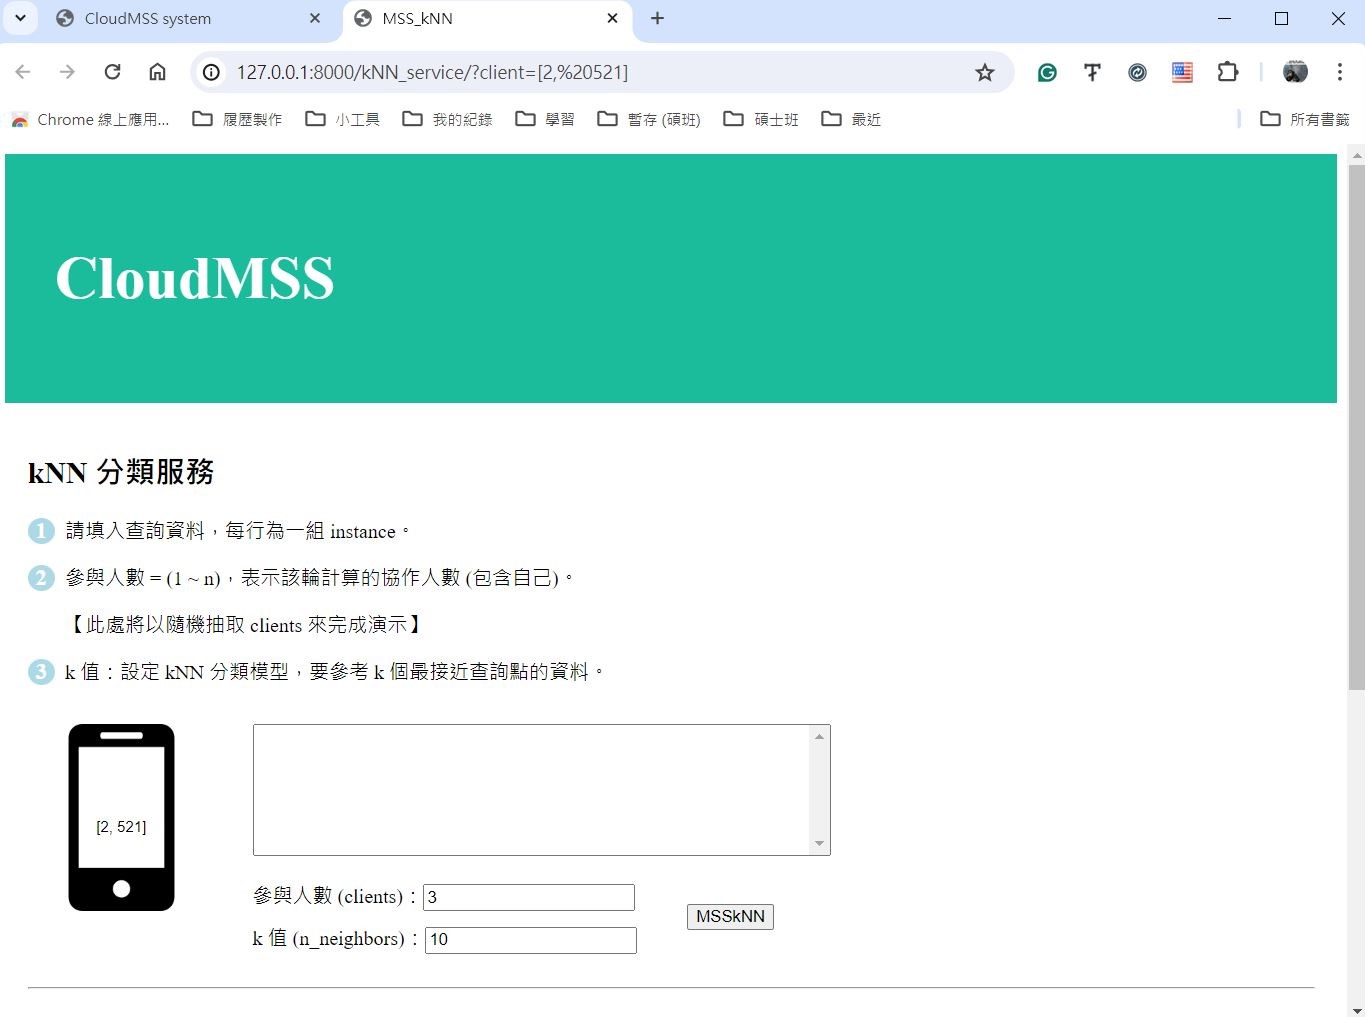 CloudMSS system
MSS_kNN
127.0.0.1:8000/kNN_service/?client=[2,%20521]
Chrome 線上應用... 履歷製作 小工具 我的紀錄 學習 暫存 (碩班) 碩士班 最近 所有書籤
CloudMSS
kNN 分類服務
1 請填入查詢資料，每行為一組 instance。
2 參與人數 = (1 ~ n)，表示該輪計算的協作人數 (包含自己)。
【此處將以隨機抽取 clients 來完成演示】
3 k 值：設定 kNN 分類模型，要參考 k 個最接近查詢點的資料。
[2, 521]
參與人數 (clients)：3
MSSkNN
k 值 (n_neighbors)：10